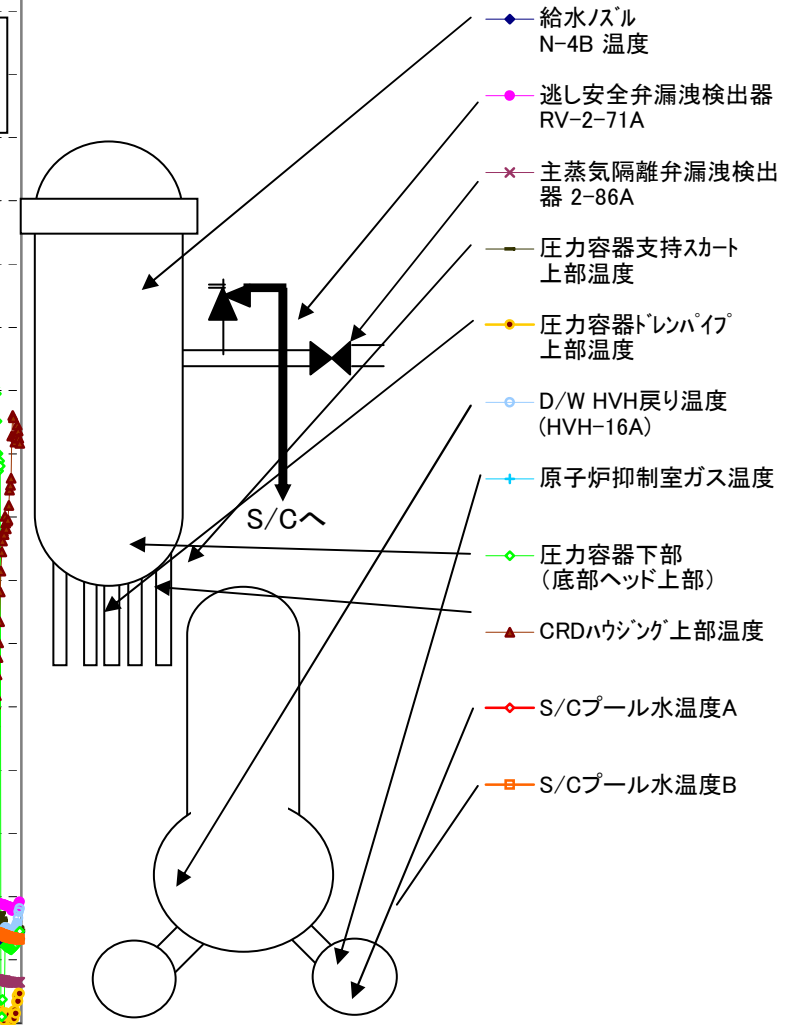 給水ﾉｽﾞﾙ
N-4B 温度
逃し安全弁漏洩検出器
RV-2-71A
主蒸気隔離弁漏洩検出
器 2-86A
圧力容器支持ｽｶｰﾄ
上部温度
圧力容器ﾄﾞﾚﾝﾊﾟｲﾌﾟ
上部温度
D/W HVH戻り温度
(HVH-16A)
原子炉抑制室ガス温度
S/Cへ
圧力容器下部
（底部ヘッド上部）
CRDﾊｳｼﾞﾝｸﾞ上部温度
S/Cプール水温度A
S/Cプール水温度B